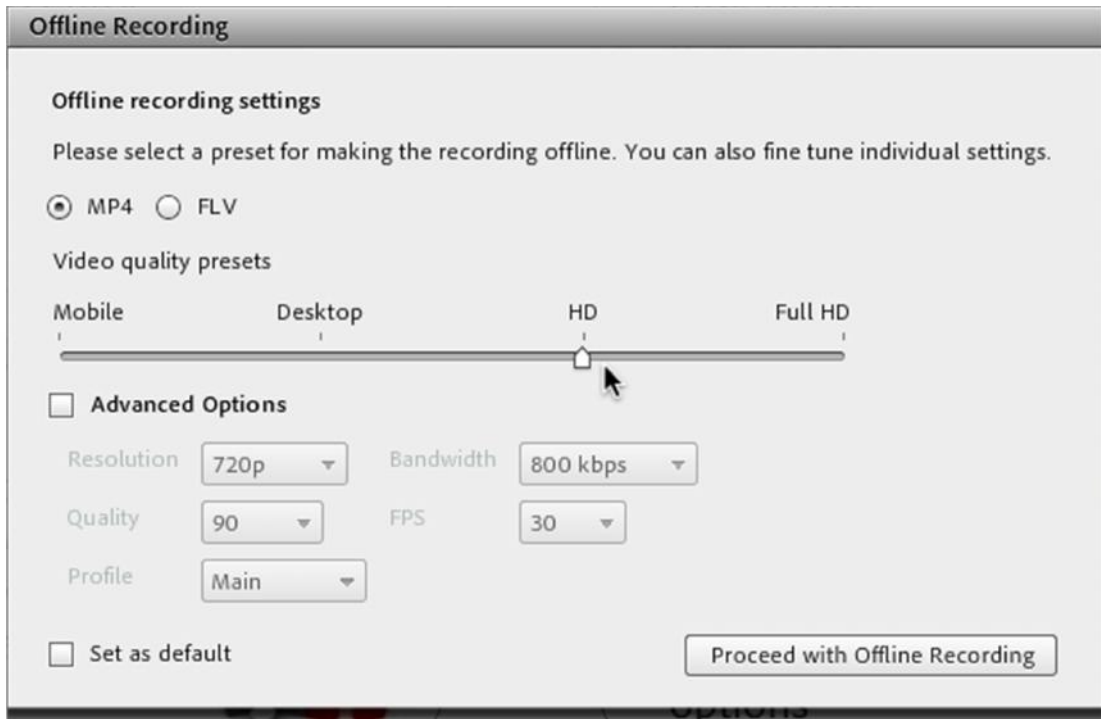 Offline Recording
Offline recording settings
Please select a preset for making the recording offline. You can also fine tune individual settings.
MP4 FLV
Video quality presets
Mobile Desktop HD Full HD
Advanced Options
Resolution 720p Bandwidth 800 kbps
Quality 90 FPS 30
Profile Main
Set as default Proceed with Offline Recording